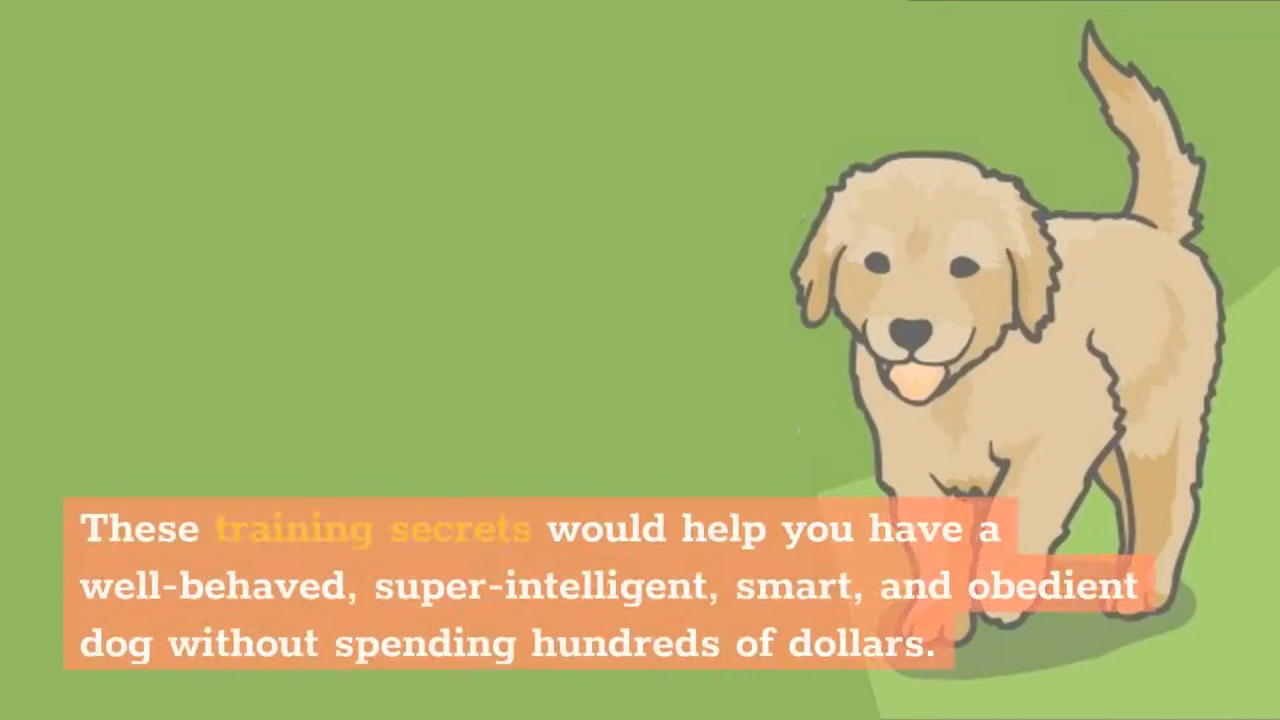 These training secrets would help you have a
well-behaved, super-intelligent, smart, and obedient
dog without spending hundreds of dollars.